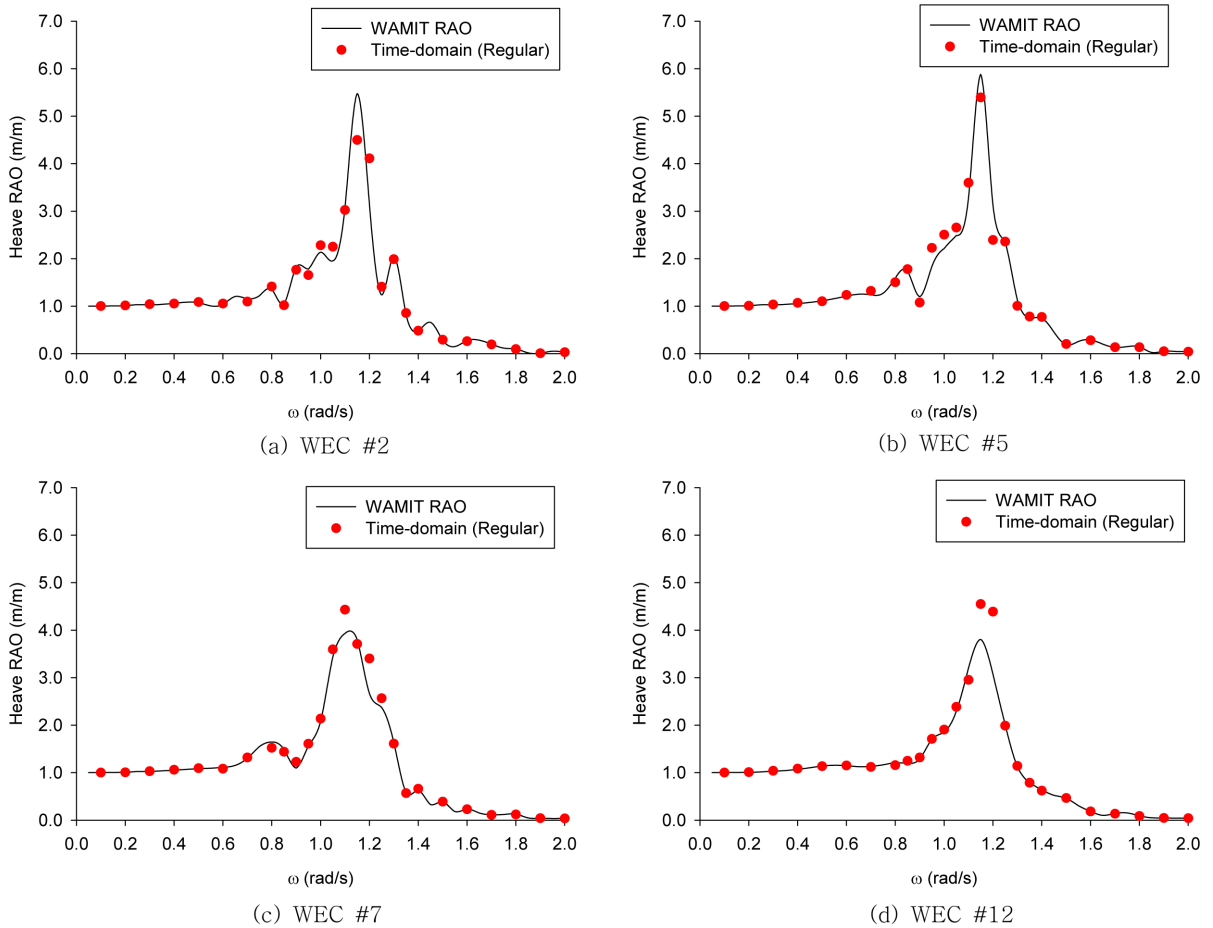 7.0
6.0
5.0
4.0
3.0
2.0
1.0
0.0
Heave RAO (m/m)
WAMIT RAO
Time-domain (Regular)
0.0 0.2 0.4 0.6 0.8 1.0 1.2 1.4 1.6 1.8 2.0
ω (rad/s)
(a) WEC #2
7.0
6.0
5.0
4.0
3.0
2.0
1.0
0.0
Heave RAO (m/m)
WAMIT RAO
Time-domain (Regular)
0.0 0.2 0.4 0.6 0.8 1.0 1.2 1.4 1.6 1.8 2.0
ω (rad/s)
(b) WEC #5
7.0
6.0
5.0
4.0
3.0
2.0
1.0
0.0
Heave RAO (m/m)
WAMIT RAO
Time-domain (Regular)
0.0 0.2 0.4 0.6 0.8 1.0 1.2 1.4 1.6 1.8 2.0
ω (rad/s)
(c) WEC #7
7.0
6.0
5.0
4.0
3.0
2.0
1.0
0.0
Heave RAO (m/m)
WAMIT RAO
Time-domain (Regular)
0.0 0.2 0.4 0.6 0.8 1.0 1.2 1.4 1.6 1.8 2.0
ω (rad/s)
(d) WEC #12